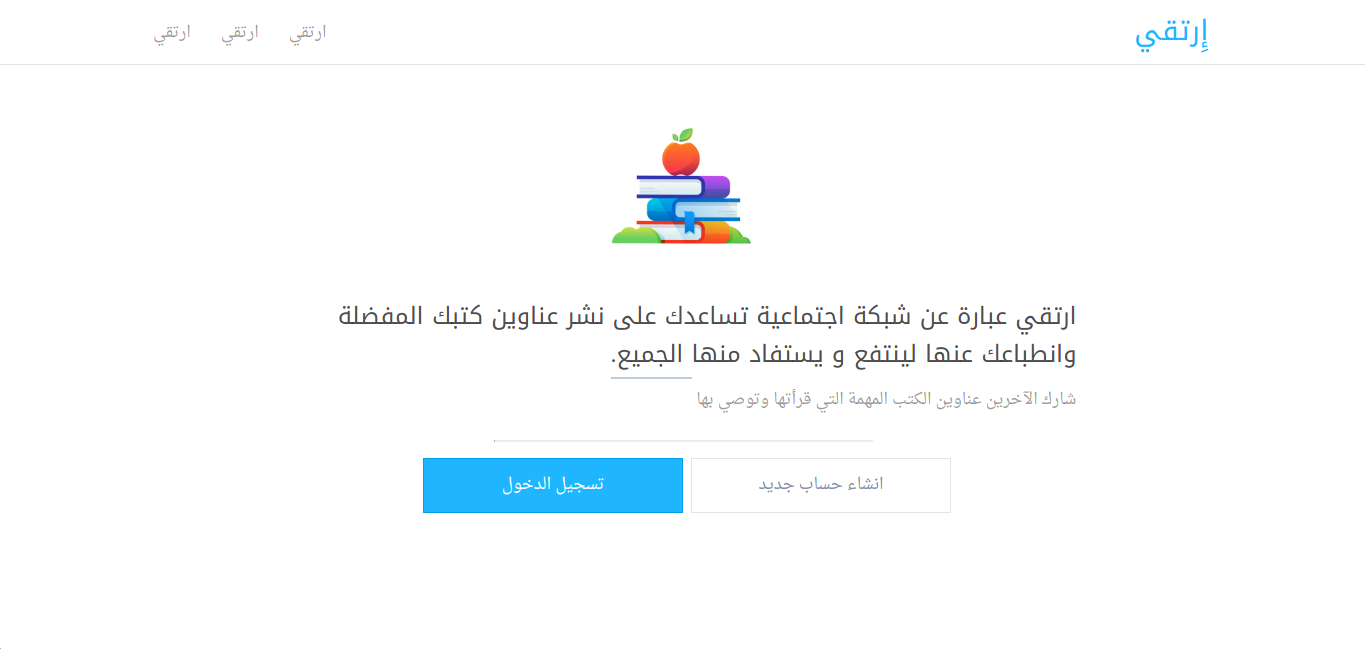 إرتقي
ارتقي ارتقي ارتقي
ارتقي عبارة عن شبكة اجتماعية تساعدك على نشر عناوين كتبك المفضلة
وانطباعك عنها لينتفع و يستفاد منها الجميع.
شارك الآخرين عناوين الكتب المهمة التي قرأتها وتوصي بها
انشاء حساب جديد
تسجيل الدخول